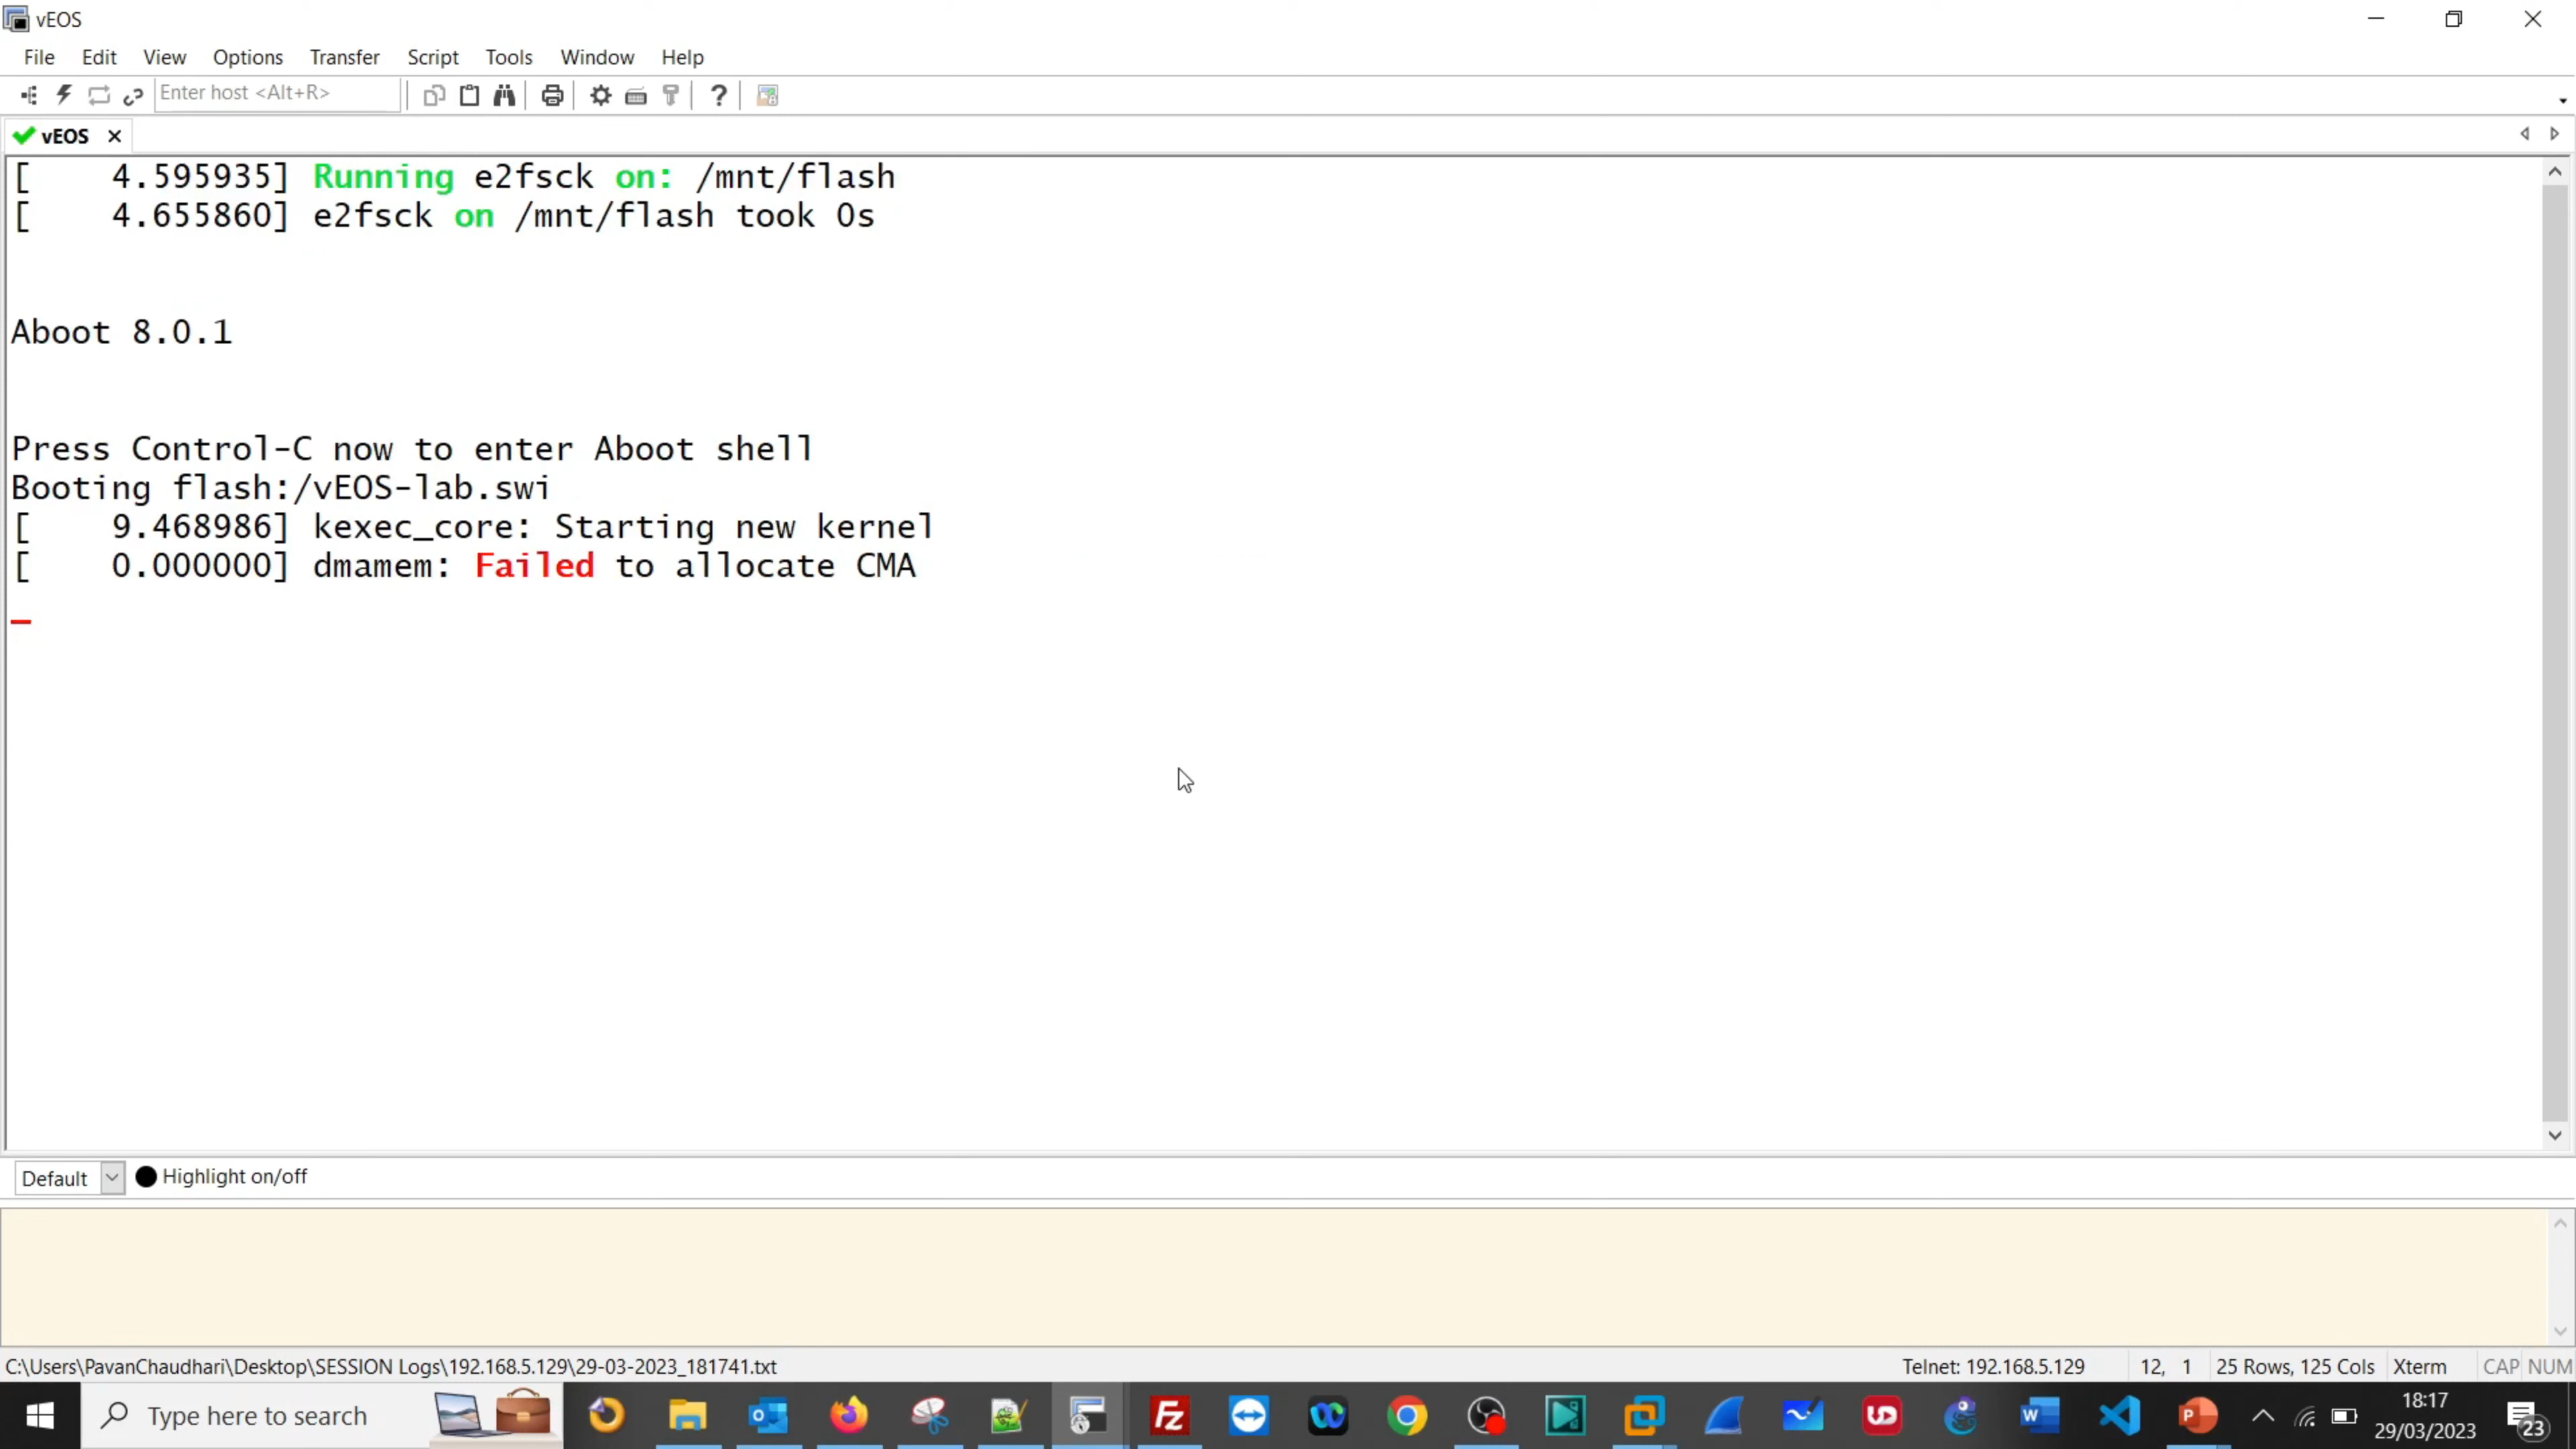 vEOS
File Edit View Options Transfer Script Tools Window Help
Enter host <Alt+R>
vEOS
[    4.595935] Running e2fsck on: /mnt/flash
[    4.655860] e2fsck on /mnt/flash took 0s
Aboot 8.0.1
Press Control-C now to enter Aboot shell
Booting flash:/vEOS-lab.swi
[    9.468986] kexec_core: Starting new kernel
[    0.000000] dmamem: Failed to allocate CMA
Default Highlight on/off
C:\Users\PavanChaudhari\Desktop\SESSION Logs\192.168.5.129\29-03-2023_181741.txt Telnet: 192.168.5.129 12, 1 25 Rows, 125 Cols Xterm CAP NUM
Type here to search
18:17
29/03/2023
23